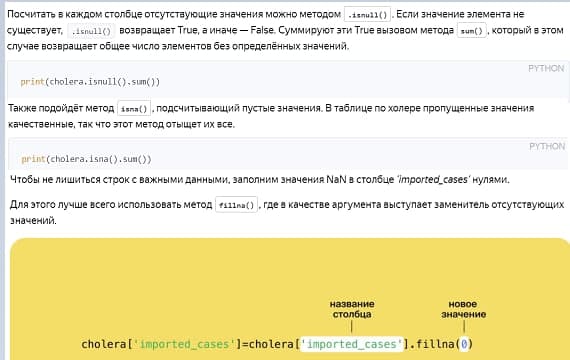 Посчитать в каждом столбце отсутствующие значения можно методом .isnull() . Если значение элемента не
существует, .isnull() возвращает True, а иначе — False. Суммируют эти True вызовом метода sum() , который в этом
случае возвращает общее число элементов без определённых значений.
PYTHON
print(cholera.isnull().sum())
Также подойдёт метод isna() , подсчитывающий пустые значения. В таблице по холере пропущенные значения
качественные, так что этот метод отыщет их все.
PYTHON
print(cholera.isna().sum())
Чтобы не лишиться строк с важными данными, заполним значения NaN в столбце 'imported_cases' нулями.
Для этого лучше всего использовать метод fillna() , где в качестве аргумента выступает заменитель отсутствующих
значений.
название
столбца
новое
значение
cholera['imported_cases']=cholera['imported_cases'].fillna(0)